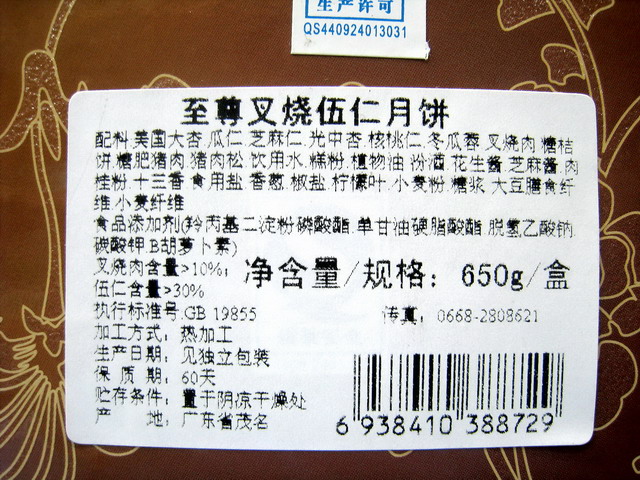 生产许可
QS440924013031
至尊叉烧伍仁月饼
配料:美国大杏.瓜仁.芝麻仁.光中杏.核桃仁.冬瓜蓉.叉烧肉.糖桔
饼.糖肥猪肉.猪肉松.饮用水.糕粉.植物油.汾酒.花生酱.芝麻酱.肉
桂粉.十三香.食用盐.香葱.椒盐.柠檬叶.小麦粉.糖浆.大豆膳食纤
维.小麦纤维
食品添加剂(羚丙基二淀粉磷酸酯.单甘油硬脂酸酯.脱氢乙酸钠.
碳酸钾.B胡萝卜素)
叉烧肉含量>10%;
伍仁含量>30%
净含量/规格: 650g/盒
执行标准号:GB 19855
传真: 0668-2808621
加工方式: 热加工
生产日期: 见独立包装
保 质 期: 60天
贮存条件: 置于阴凉干燥处
产 地: 广东省茂名
6 938410 388729